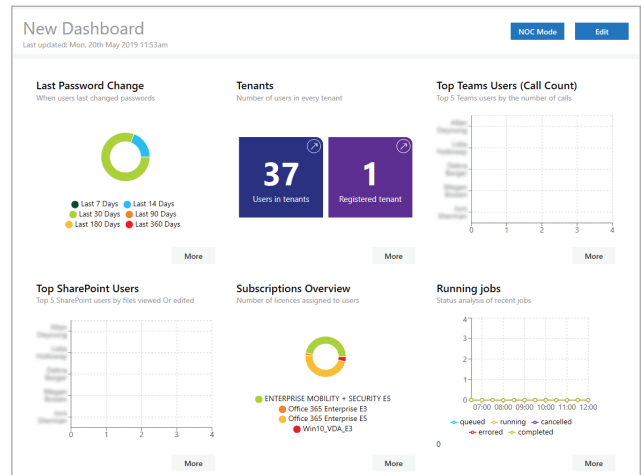 New Dashboard
Last updated: Mon, 20th May 2019 11:53am
NOC Mode
Edit
Last Password Change
When users last changed passwords
Last 7 Days
Last 14 Days
Last 30 Days
Last 90 Days
Last 180 Days
Last 360 Days
More
Tenants
Number of users in every tenant
37
Users in tenants
1
Registered tenant
More
Top Teams Users (Call Count)
Top 5 Teams users by the number of calls
0 1 2 3 4
More
Top SharePoint Users
Top 5 SharePoint users by files viewed Or edited
0 1 2 3 4
More
Subscriptions Overview
Number of licences assigned to users
ENTERPRISE MOBILITY + SECURITY E5
Office 365 Enterprise E3
Office 365 Enterprise E5
Win10_VDA_E3
More
Running jobs
Status analysis of recent jobs
4
3
2
1
0
07:00 08:00 09:00 10:00 11:00 12:00
queued running cancelled
errored completed
0
More